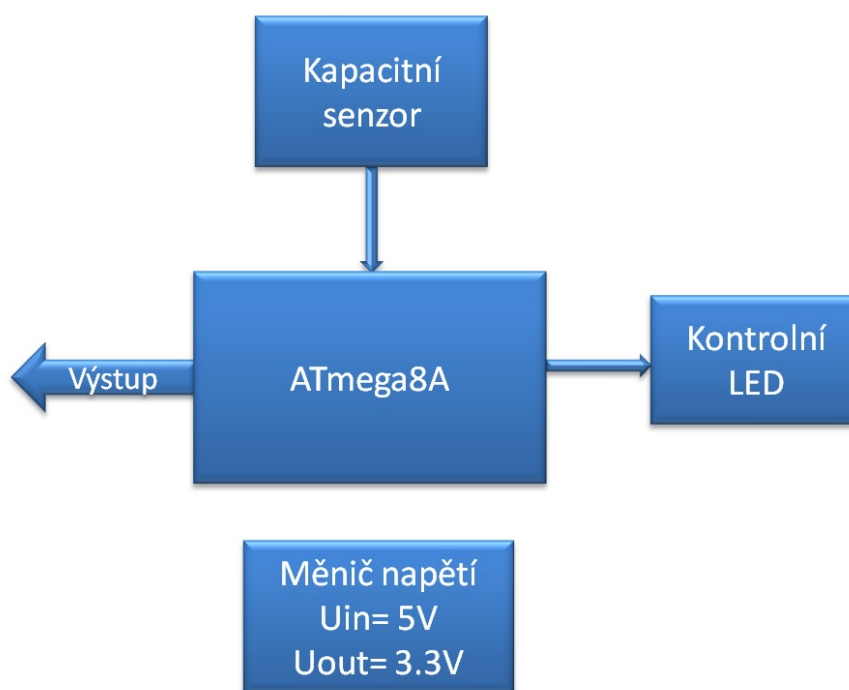 Kapacitní
senzor
Výstup
ATmega8A
Kontrolní
LED
Měnič napětí
Uin= 5V
Uout= 3.3V